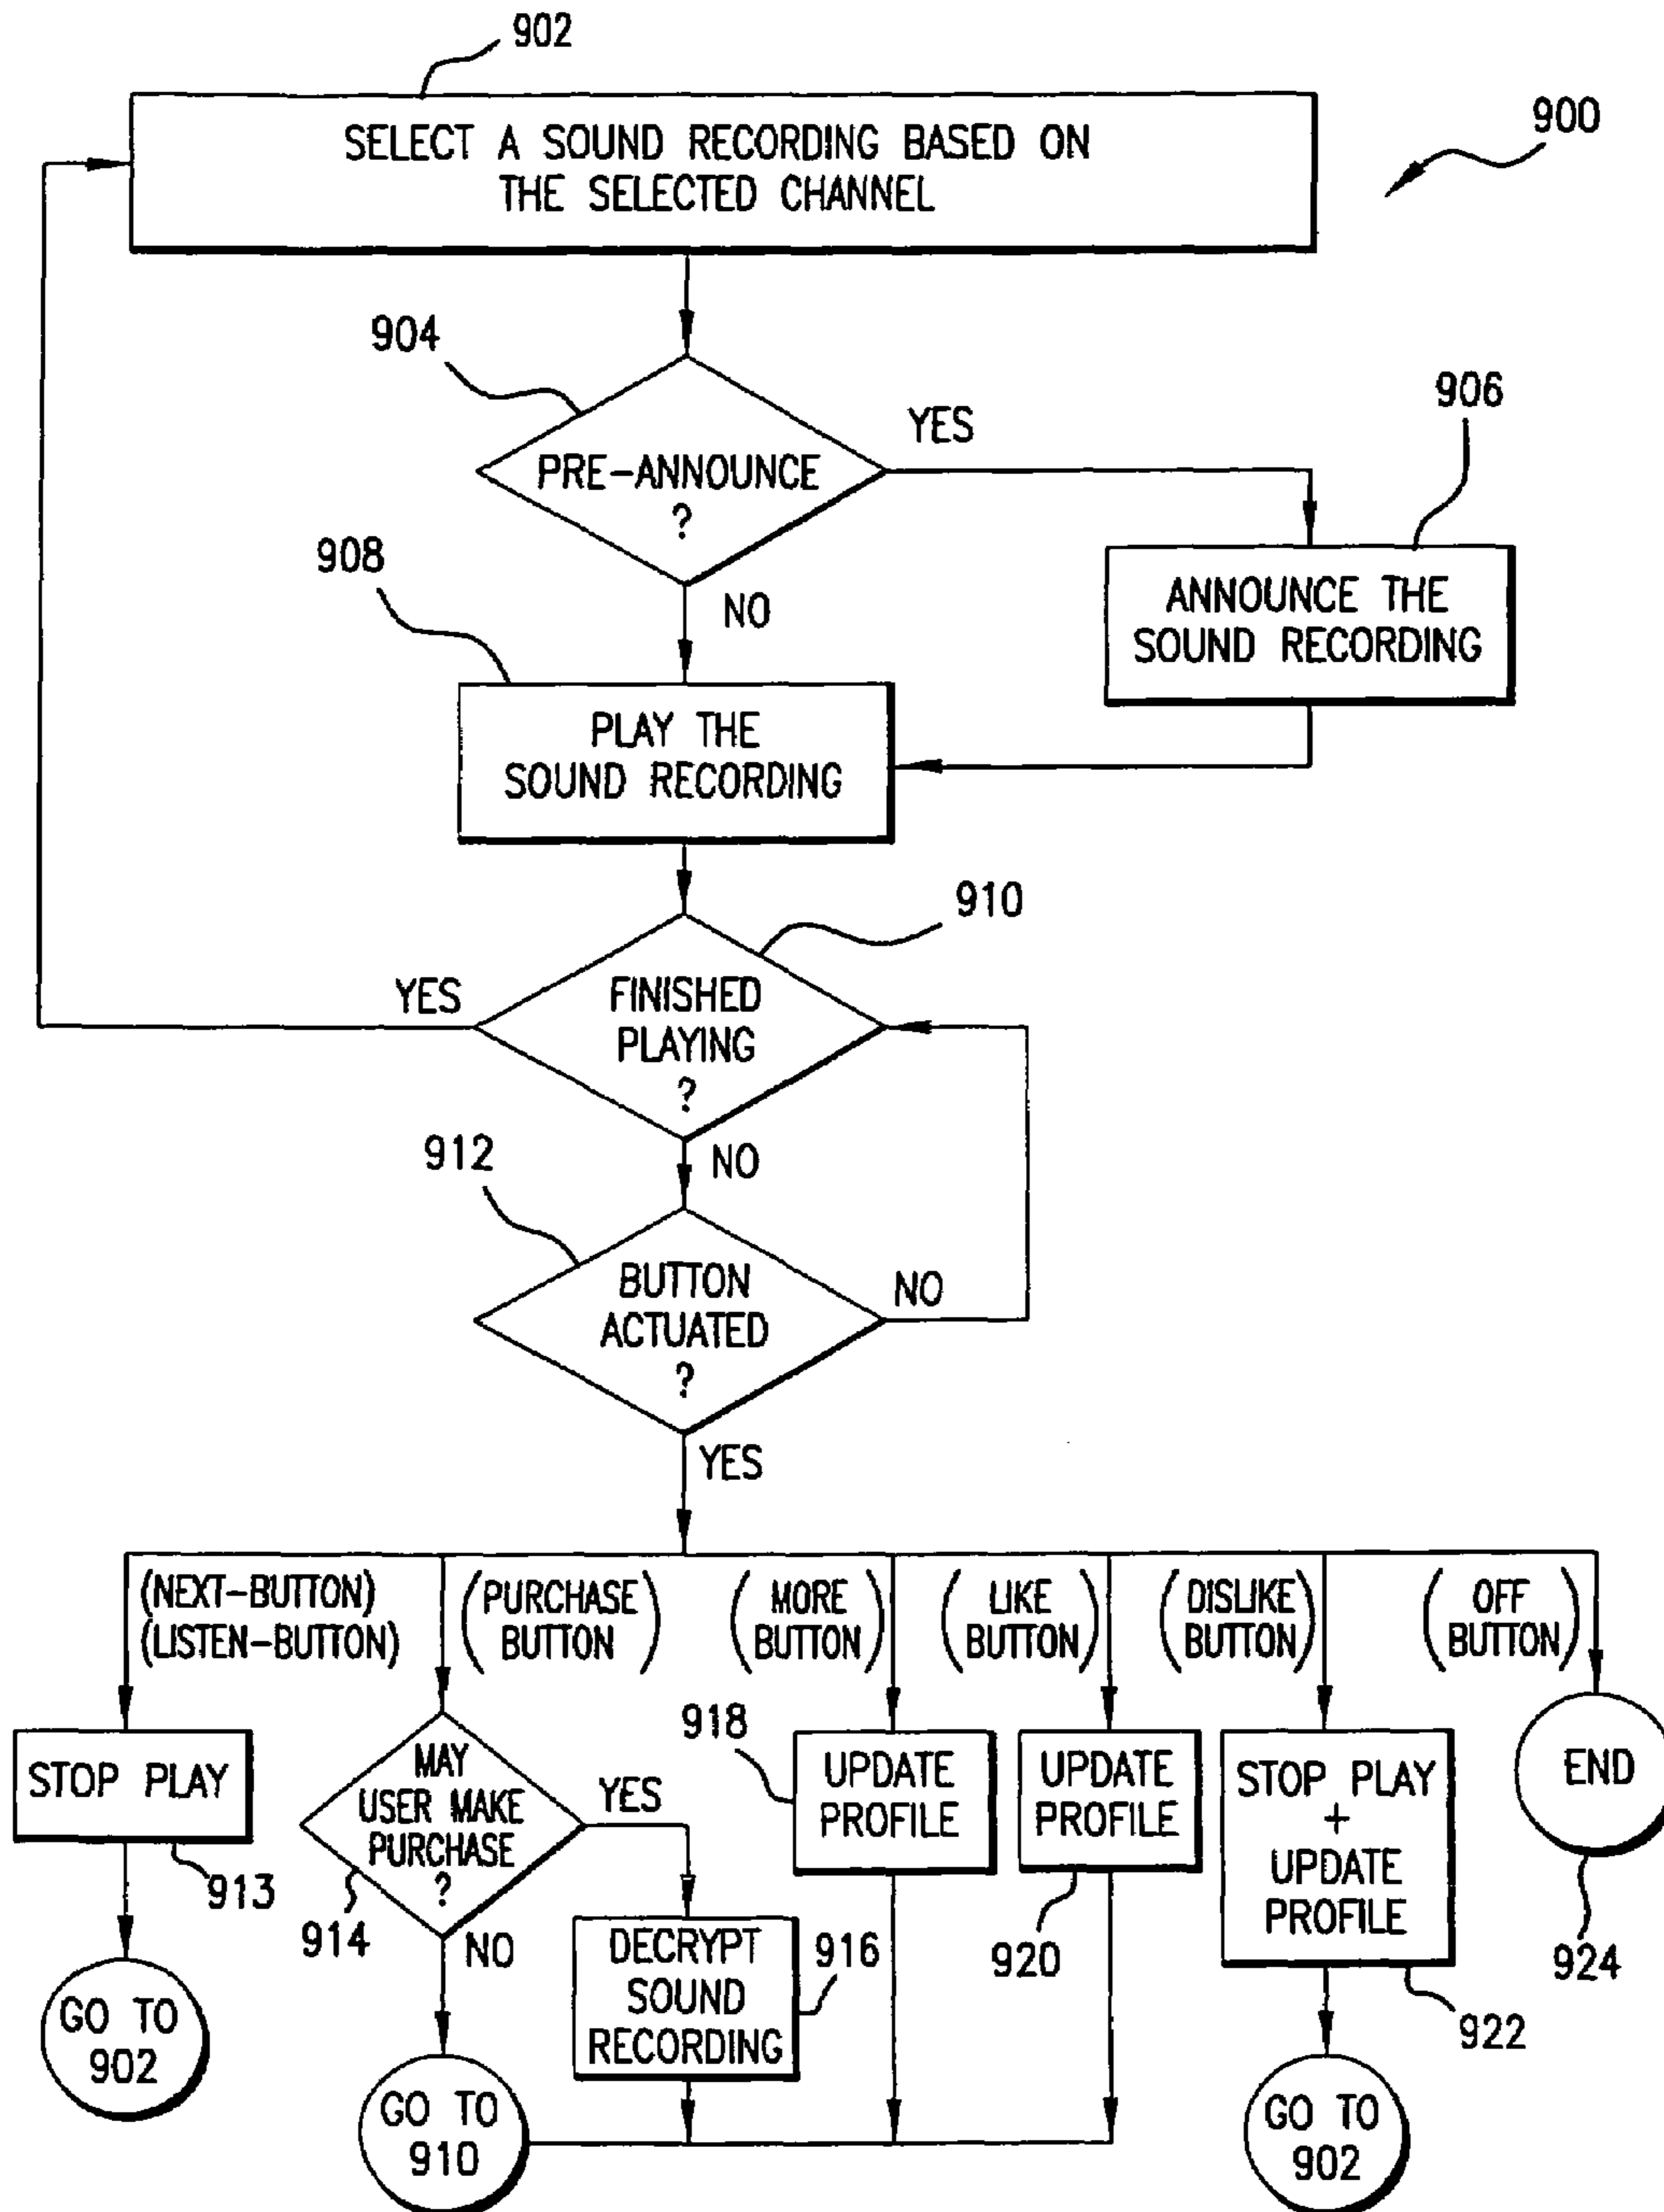 902
SELECT A SOUND RECORDING BASED ON
THE SELECTED CHANNEL
900
904
PRE-ANNOUNCE
?
YES
906
ANNOUNCE THE
SOUND RECORDING
NO
908
PLAY THE
SOUND RECORDING
910
FINISHED
PLAYING
?
YES
NO
912
BUTTON
ACTUATED
?
NO
YES
(NEXT-BUTTON)
(LISTEN-BUTTON)
(PURCHASE
BUTTON)
(MORE
BUTTON)
(LIKE
BUTTON)
(DISLIKE
BUTTON)
(OFF
BUTTON)
STOP PLAY
913
GO TO
902
MAY
USER MAKE
PURCHASE
?
914
YES
NO
DECRYPT
SOUND
RECORDING
916
GO TO
910
918
UPDATE
PROFILE
UPDATE
PROFILE
920
STOP PLAY
+
UPDATE
PROFILE
922
GO TO
902
END
924